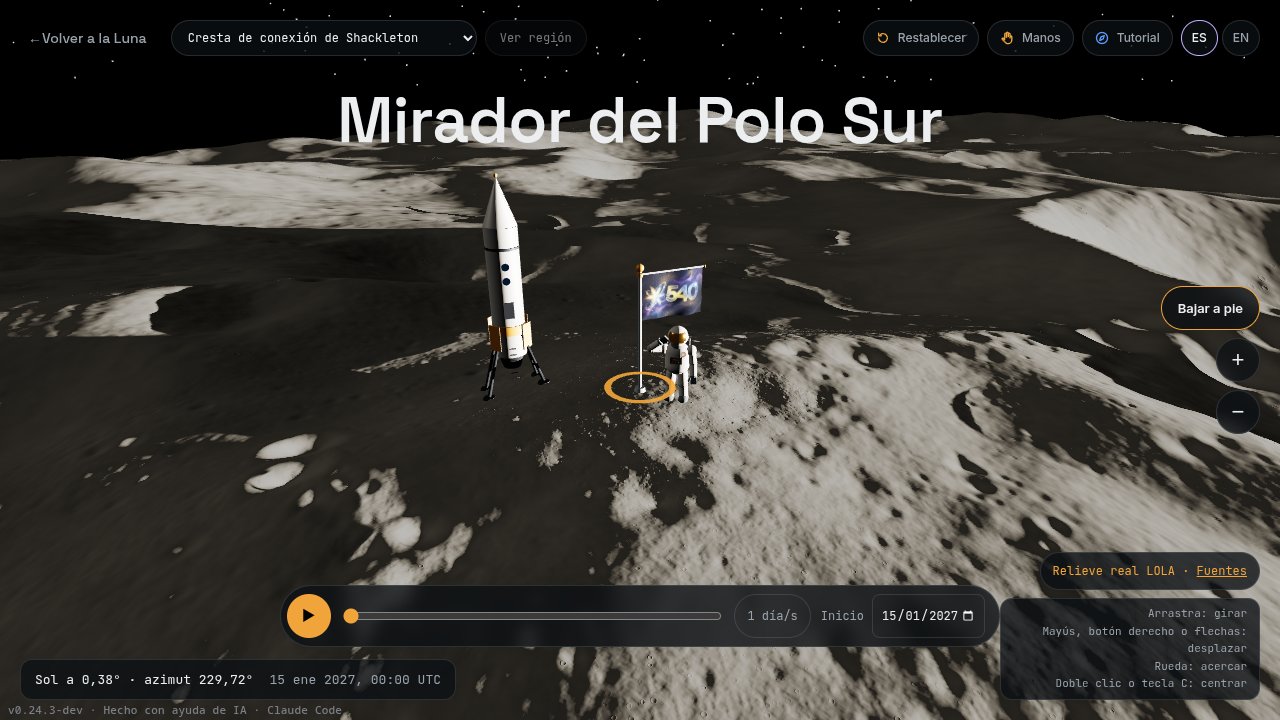 ←Volver a la Luna
Cresta de conexión de Shackleton
Ver región
Restablecer
Manos
Tutorial
ES
EN
Mirador del Polo Sur
540
Bajar a pie
+
−
Relieve real LOLA · Fuentes
1 día/s
Inicio
15/01/2027
Arrastra: girar
Mayús, botón derecho o flechas:
desplazar
Rueda: acercar
Doble clic o tecla C: centrar
Sol a 0,38° · azimut 229,72° 15 ene 2027, 00:00 UTC
v0.24.3-dev · Hecho con ayuda de IA · Claude Code